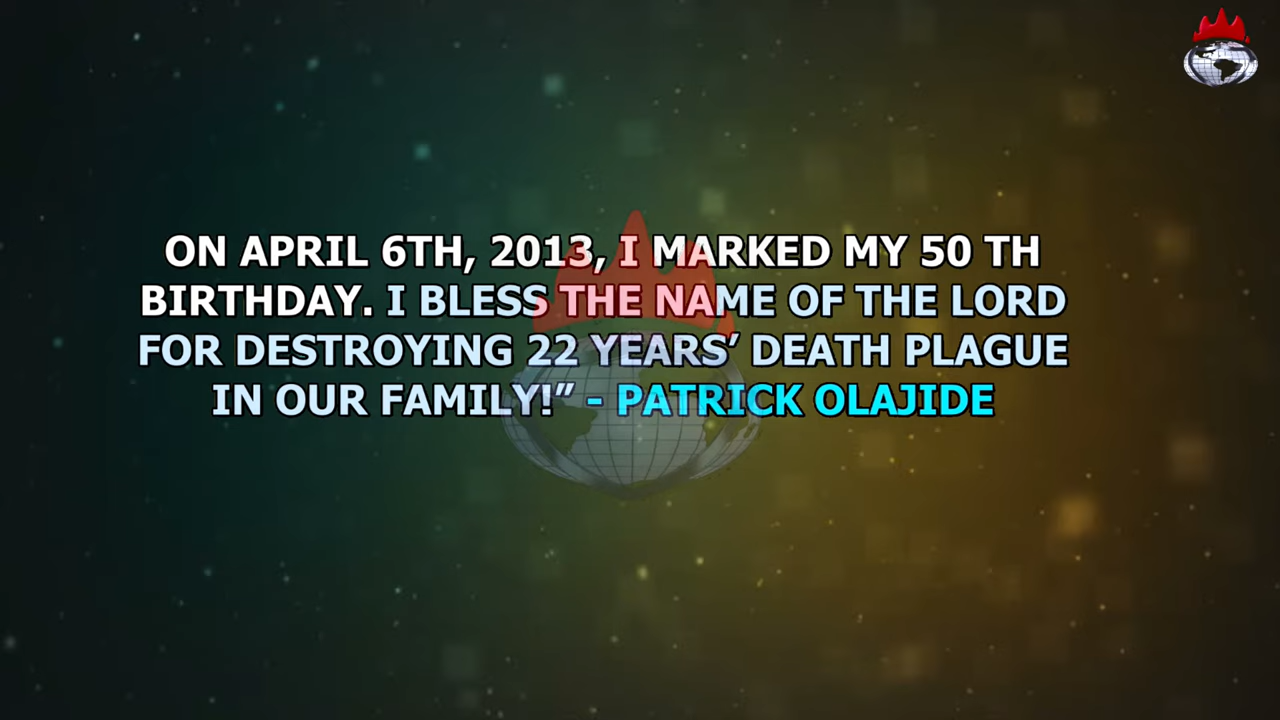 ON APRIL 6TH, 2013, I MARKED MY 50 TH
BIRTHDAY. I BLESS THE NAME OF THE LORD
FOR DESTROYING 22 YEARS’ DEATH PLAGUE
IN OUR FAMILY!” - PATRICK OLAJIDE